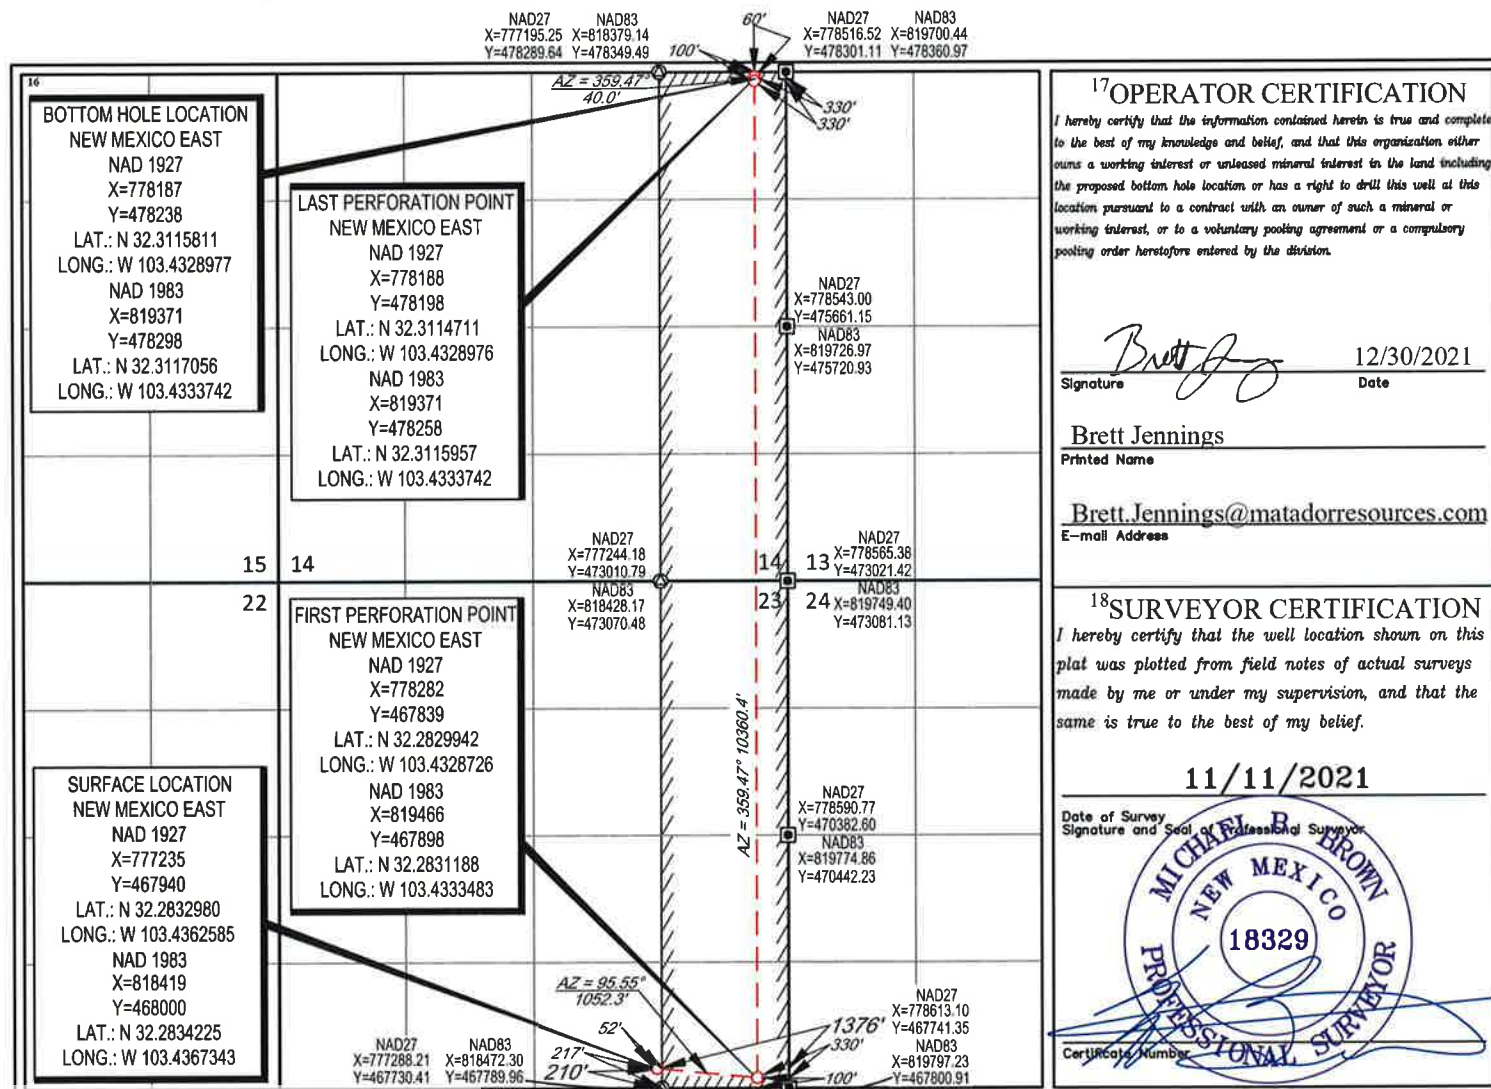 NAD27 NAD83
X=777195.25 X=818379.14
Y=478289.64 Y=478349.49
60'
100'
NAD27 NAD83
X=778516.52 X=819700.44
Y=478301.11 Y=478360.97
AZ = 359.47°
40.0'
330'
330'
16
BOTTOM HOLE LOCATION
NEW MEXICO EAST
NAD 1927
X=778187
Y=478238
LAT.: N 32.3115811
LONG.: W 103.4328977
NAD 1983
X=819371
Y=478298
LAT.: N 32.3117056
LONG.: W 103.4333742
LAST PERFORATION POINT
NEW MEXICO EAST
NAD 1927
X=778188
Y=478198
LAT.: N 32.3114711
LONG.: W 103.4328976
NAD 1983
X=819371
Y=478258
LAT.: N 32.3115957
LONG.: W 103.4333742
NAD27
X=778543.00
Y=475661.15
NAD83
X=819726.97
Y=475720.93
15 14
22
NAD27
X=777244.18
Y=473010.79
NAD83
X=818428.17
Y=473070.48
14 13
23 24
NAD27
X=778565.38
Y=473021.42
NAD83
X=819749.40
Y=473081.13
FIRST PERFORATION POINT
NEW MEXICO EAST
NAD 1927
X=778282
Y=467839
LAT.: N 32.2829942
LONG.: W 103.4328726
NAD 1983
X=819466
Y=467898
LAT.: N 32.2831188
LONG.: W 103.4333483
AZ = 359.47° 10360.4'
NAD27
X=778590.77
Y=470382.60
NAD83
X=819774.86
Y=470442.23
SURFACE LOCATION
NEW MEXICO EAST
NAD 1927
X=777235
Y=467940
LAT.: N 32.2832980
LONG.: W 103.4362585
NAD 1983
X=818419
Y=468000
LAT.: N 32.2834225
LONG.: W 103.4367343
AZ = 95.55°
1052.3'
52'
217'
210'
1376'
330'
100'
NAD27 NAD83
X=777288.21 X=818472.30
Y=467730.41 Y=467789.96
NAD27
X=778613.10
Y=467741.35
NAD83
X=819797.23
Y=467800.91
17OPERATOR CERTIFICATION
I hereby certify that the information contained herein is true and complete
to the best of my knowledge and belief, and that this organization either
owns a working interest or unleased mineral interest in the land including
the proposed bottom hole location or has a right to drill this well at this
location pursuant to a contract with an owner of such a mineral or
working interest, or to a voluntary pooling agreement or a compulsory
pooling order heretofore entered by the division.
12/30/2021
Signature Date
Brett Jennings
Printed Name
Brett.Jennings@matadorresources.com
E-mail Address
18SURVEYOR CERTIFICATION
I hereby certify that the well location shown on this
plat was plotted from field notes of actual surveys
made by me or under my supervision, and that the
same is true to the best of my belief.
11/11/2021
Date of Survey
Signature and Seal of Professional Surveyor
MICHAEL B. BROWN
NEW MEXICO
18329
PROFESSIONAL SURVEYOR
Certificate Number